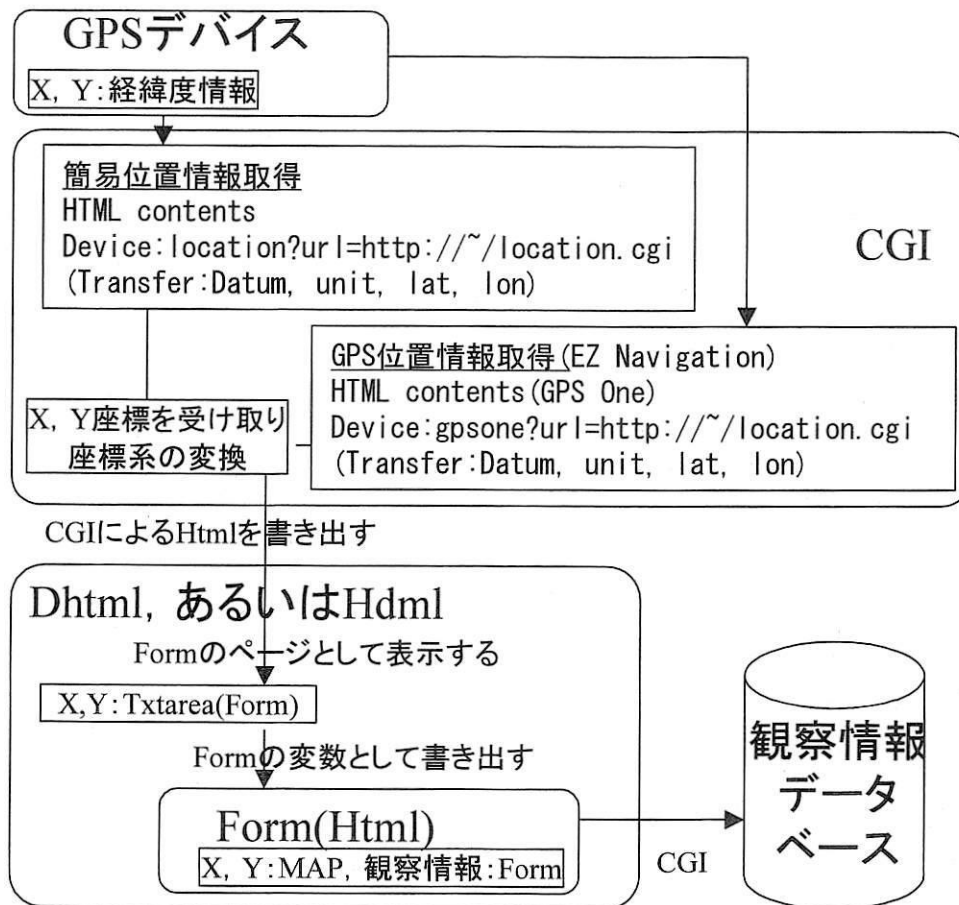 GPSデバイス
X, Y:経緯度情報
CGI
簡易位置情報取得
HTML contents
Device:location?url=http://~/location.cgi
(Transfer:Datum, unit, lat, lon)
GPS位置情報取得(EZ Navigation)
HTML contents(GPS One)
Device:gpsone?url=http://~/location.cgi
(Transfer:Datum, unit, lat, lon)
X, Y座標を受け取り
座標系の変換
CGIによるHtmlを書き出す
Dhtml, あるいはHdml
Formのページとして表示する
X,Y:Txtarea(Form)
Formの変数として書き出す
Form(Html)
X, Y:MAP, 観察情報:Form
CGI
観察情報
データ
ベース